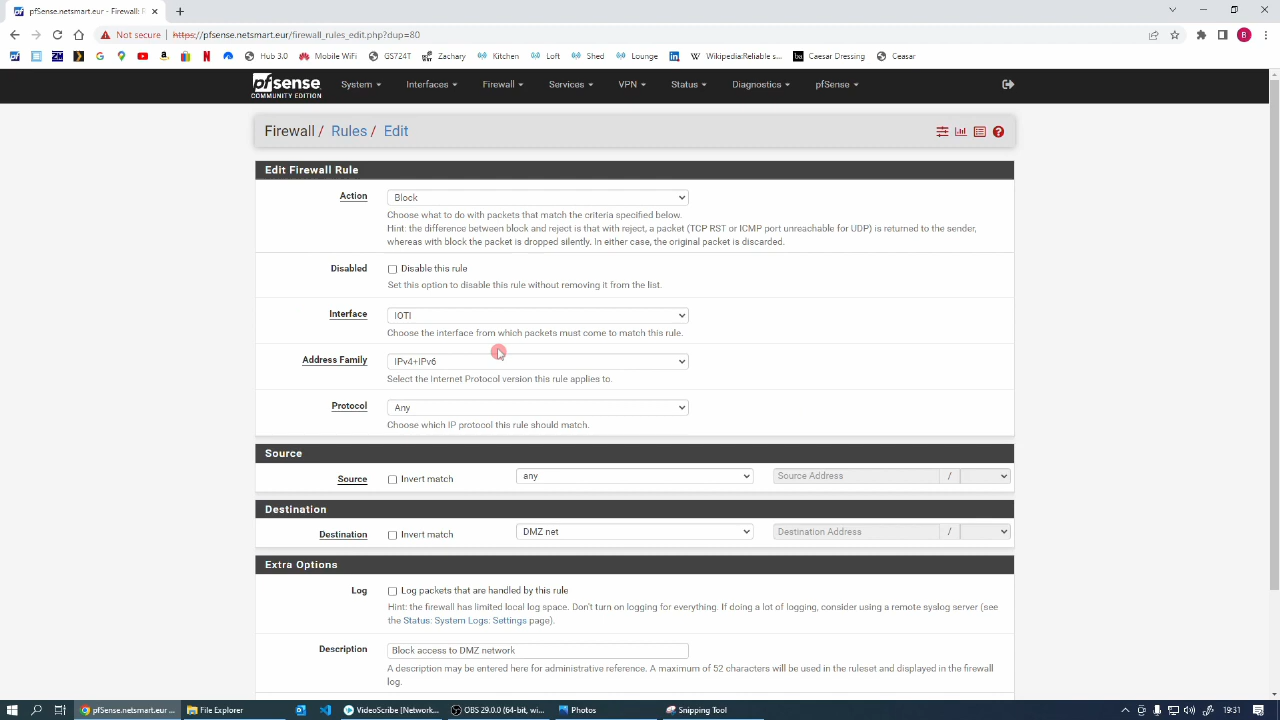 pfSense.netsmart.eur - Firewall: E
Not secure https://pfsense.netsmart.eur/firewall_rules_edit.php?dup=80
B
Hub 3.0 Mobile WiFi GS724T Zachary Kitchen Loft Shed Lounge Wikipedia:Reliable s... Caesar Dressing Ceasar
pfsense
COMMUNITY EDITION
System Interfaces Firewall Services VPN Status Diagnostics pfSense
Firewall / Rules / Edit
Edit Firewall Rule
Action Block
Choose what to do with packets that match the criteria specified below.
Hint: the difference between block and reject is that with reject, a packet (TCP RST or ICMP port unreachable for UDP) is returned to the sender,
whereas with block the packet is dropped silently. In either case, the original packet is discarded.
Disabled Disable this rule
Set this option to disable this rule without removing it from the list.
Interface IOTI
Choose the interface from which packets must come to match this rule.
Address Family IPv4+IPv6
Select the Internet Protocol version this rule applies to.
Protocol Any
Choose which IP protocol this rule should match.
Source
Source Invert match any Source Address /
Destination
Destination Invert match DMZ net Destination Address /
Extra Options
Log Log packets that are handled by this rule
Hint: the firewall has limited local log space. Don't turn on logging for everything. If doing a lot of logging, consider using a remote syslog server (see
the Status: System Logs: Settings page).
Description Block access to DMZ network
A description may be entered here for administrative reference. A maximum of 52 characters will be used in the ruleset and displayed in the firewall
log.
pfSense.netsmart.eur ... File Explorer VideoScribe [Network... OBS 29.0.0 (64-bit, wi... Photos Snipping Tool 19:31